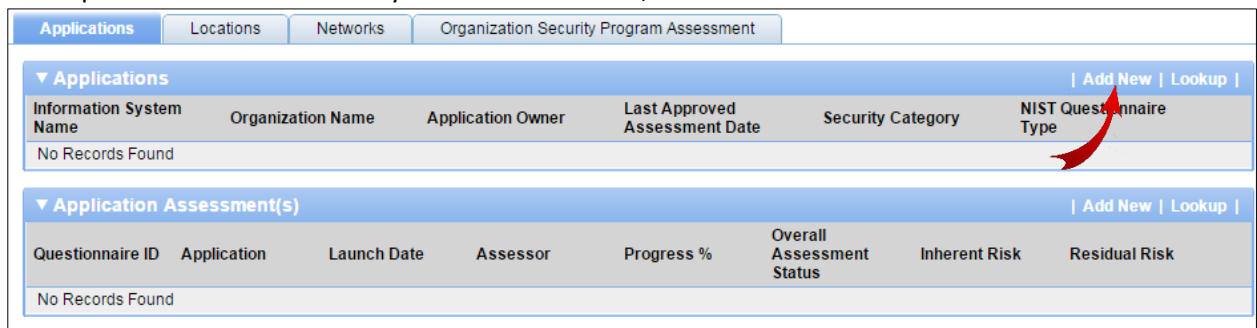 Applications Locations Networks Organization Security Program Assessment
▼ Applications | Add New | Lookup |
Information System Name Organization Name Application Owner Last Approved Assessment Date Security Category NIST Questionnaire Type
No Records Found
▼ Application Assessment(s) | Add New | Lookup |
Questionnaire ID Application Launch Date Assessor Progress % Overall Assessment Status Inherent Risk Residual Risk
No Records Found